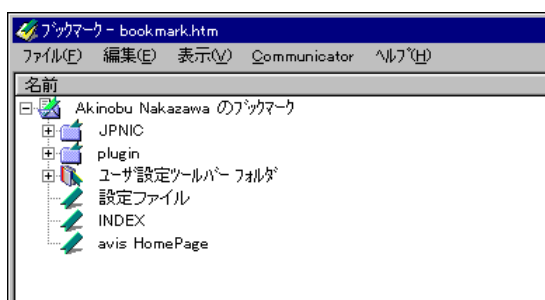 ﾌﾞｯｸﾏｰｸ - bookmark.htm
ﾌｧｲﾙ(F) 編集(E) 表示(V) Communicator ﾍﾙﾌﾟ(H)
名前
Akinobu Nakazawa のﾌﾞｯｸﾏｰｸ
JPNIC
plugin
ﾕｰｻﾞ設定ﾂｰﾙﾊﾞｰ ﾌｫﾙﾀﾞ
設定ファイル
INDEX
avis HomePage